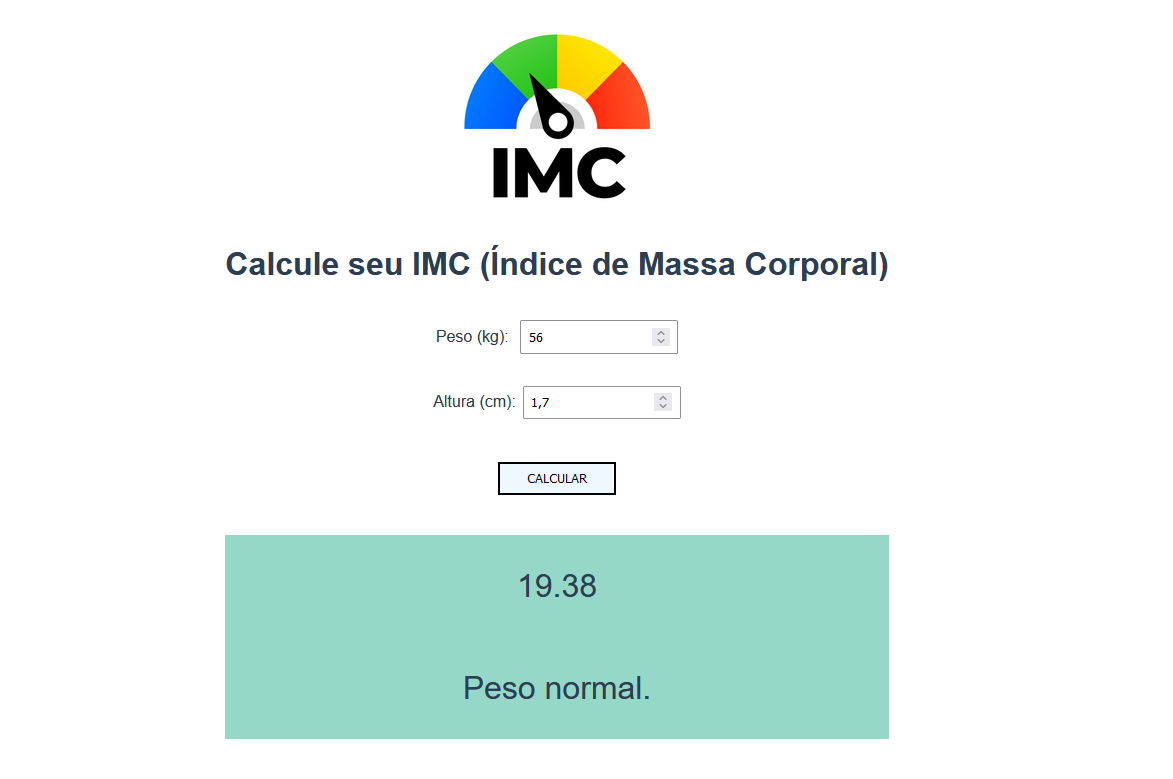 IMC
Calcule seu IMC (Índice de Massa Corporal)
Peso (kg): 56
Altura (cm): 1,7
CALCULAR
19.38
Peso normal.